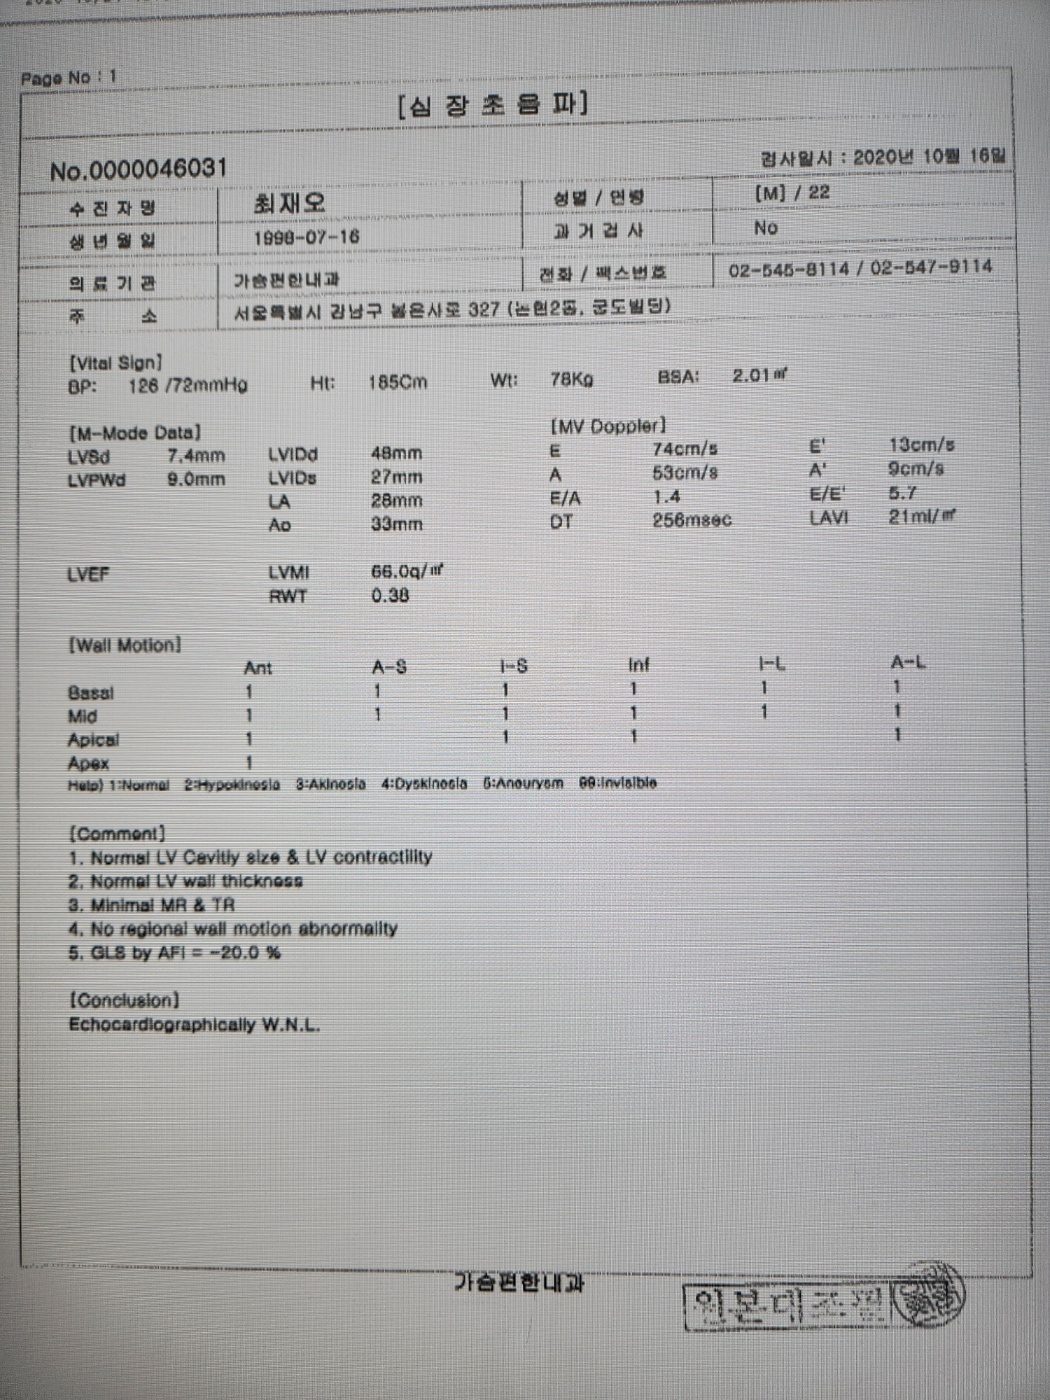 Page No : 1
[심 장 초 음 파]
No.0000046031
검사일시 : 2020년 10월 16일
수 진 자 명 최재오 성별 / 연령 [M] / 22
생 년 월 일 1998-07-16 과 거 검 사 No
의 료 기 관 가슴편한내과 전화 / 팩스번호 02-545-8114 / 02-547-9114
주 소 서울특별시 강남구 봉은사로 327 (논현2동, 궁도빌딩)
[Vital Sign]
BP: 126 /72mmHg Ht: 185Cm Wt: 78Kg BSA: 2.01㎡
[M-Mode Data] [MV Doppler]
LVSd 7.4mm LVIDd 48mm E 74cm/s E' 13cm/s
LVPWd 9.0mm LVIDs 27mm A 53cm/s A' 9cm/s
LA 28mm E/A 1.4 E/E' 5.7
Ao 33mm DT 256msec LAVI 21ml/㎡
LVEF LVMI 66.0g/㎡
RWT 0.38
[Wall Motion]
Ant A-S I-S Inf I-L A-L
Basal 1 1 1 1 1 1
Mid 1 1 1 1 1 1
Apical 1 1 1 1
Apex 1
Help) 1:Normal 2:Hypokinesia 3:Akinesia 4:Dyskinesia 5:Aneurysm 99:Invisible
[Comment]
1. Normal LV Cavitiy size & LV contractility
2. Normal LV wall thickness
3. Minimal MR & TR
4. No regional wall motion abnormality
5. GLS by AFI = -20.0 %
[Conclusion]
Echocardiographically W.N.L.
가슴편한내과
원본대조필